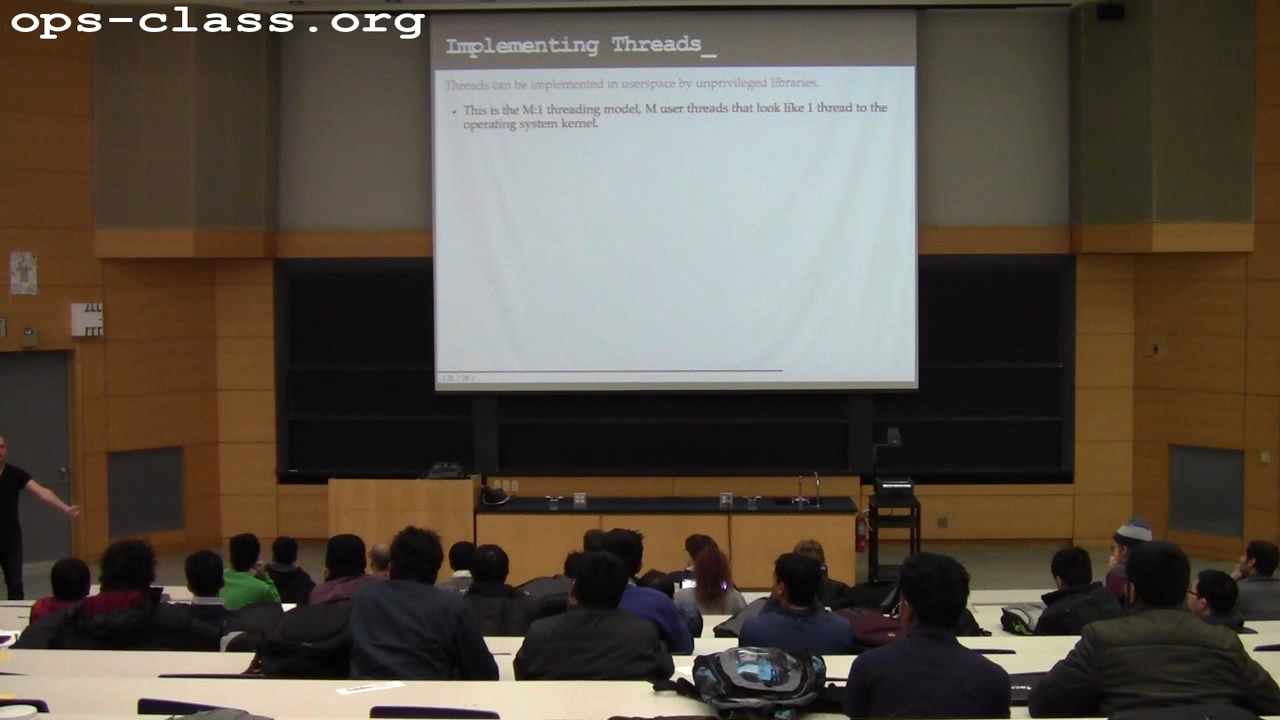 ops-class.org
Implementing Threads_
Threads can be implemented in userspace by unprivileged libraries.
• This is the M:1 threading model, M user threads that look like 1 thread to the
operating system kernel.